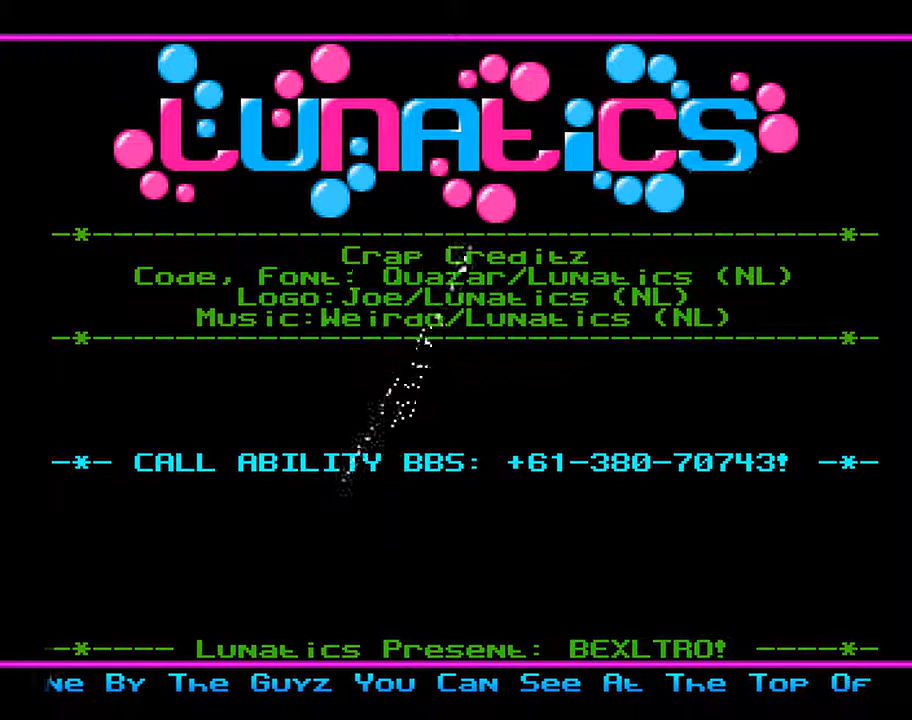 LUNATICS
-*-------------------------------------*-
Crap Creditz
Code, Font: Quazar/Lunatics (NL)
Logo:Joe/Lunatics (NL)
Music:Weirdo/Lunatics (NL)
-*-------------------------------------*-
-*- CALL ABILITY BBS: +61-380-70743! -*-
-*---- Lunatics Present: BEXLTRO! ----*-
ne By The Guyz You Can See At The Top Of